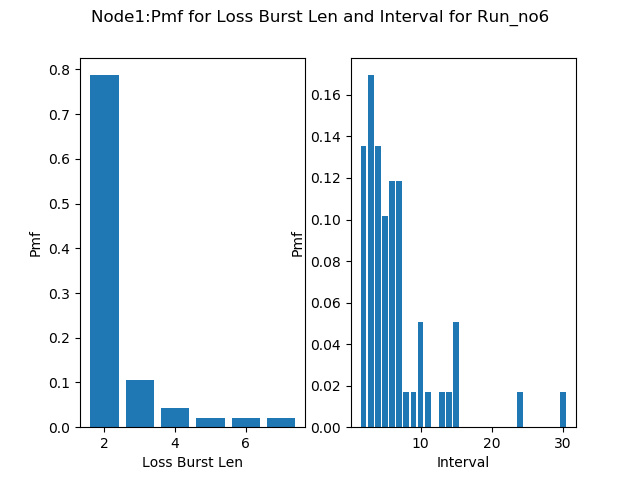 Node1:Pmf for Loss Burst Len and Interval for Run_no6
0.8
0.7
0.6
0.5
0.4
0.3
0.2
0.1
0.0
Pmf
2 4 6
Loss Burst Len
0.16
0.14
0.12
0.10
0.08
0.06
0.04
0.02
0.00
Pmf
10 20 30
Interval